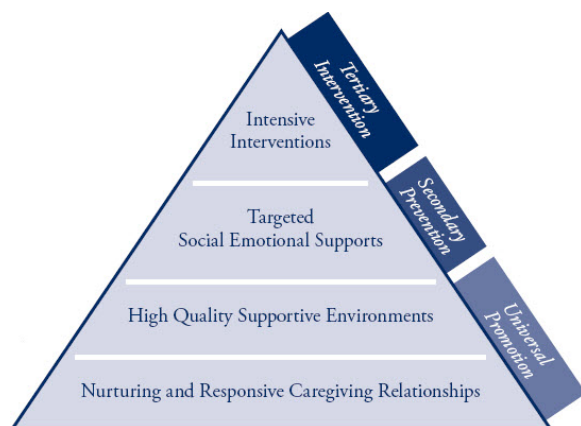 Tertiary
Intervention
Intensive
Interventions
Secondary
Prevention
Targeted
Social Emotional Supports
Universal
Promotion
High Quality Supportive Environments
Nurturing and Responsive Caregiving Relationships